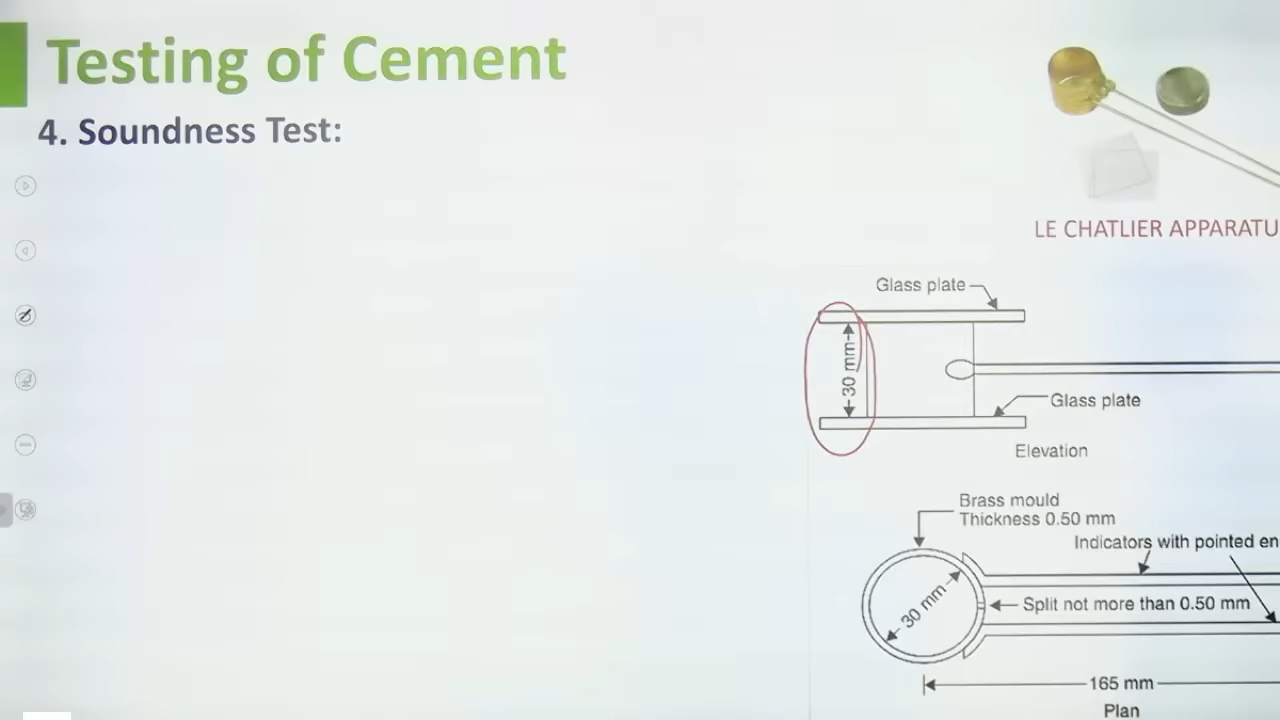 Testing of Cement
4. Soundness Test:
LE CHATLIER APPARATU
Glass plate
30 mm
Glass plate
Elevation
Brass mould
Thickness 0.50 mm
Indicators with pointed en
30 mm
Split not more than 0.50 mm
165 mm
Plan